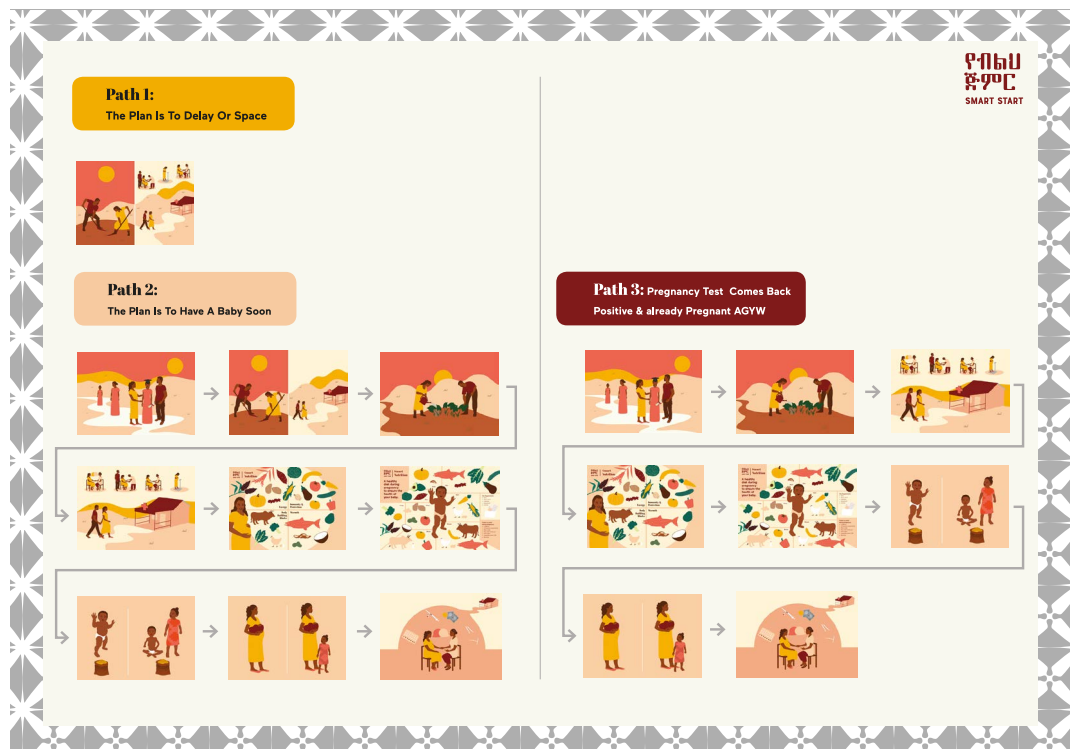 የብልህ
ጅምር
SMART START
Path 1:
The Plan Is To Delay Or Space
Path 2:
The Plan Is To Have A Baby Soon
Path 3: Pregnancy Test Comes Back
Positive & already Pregnant AGYW